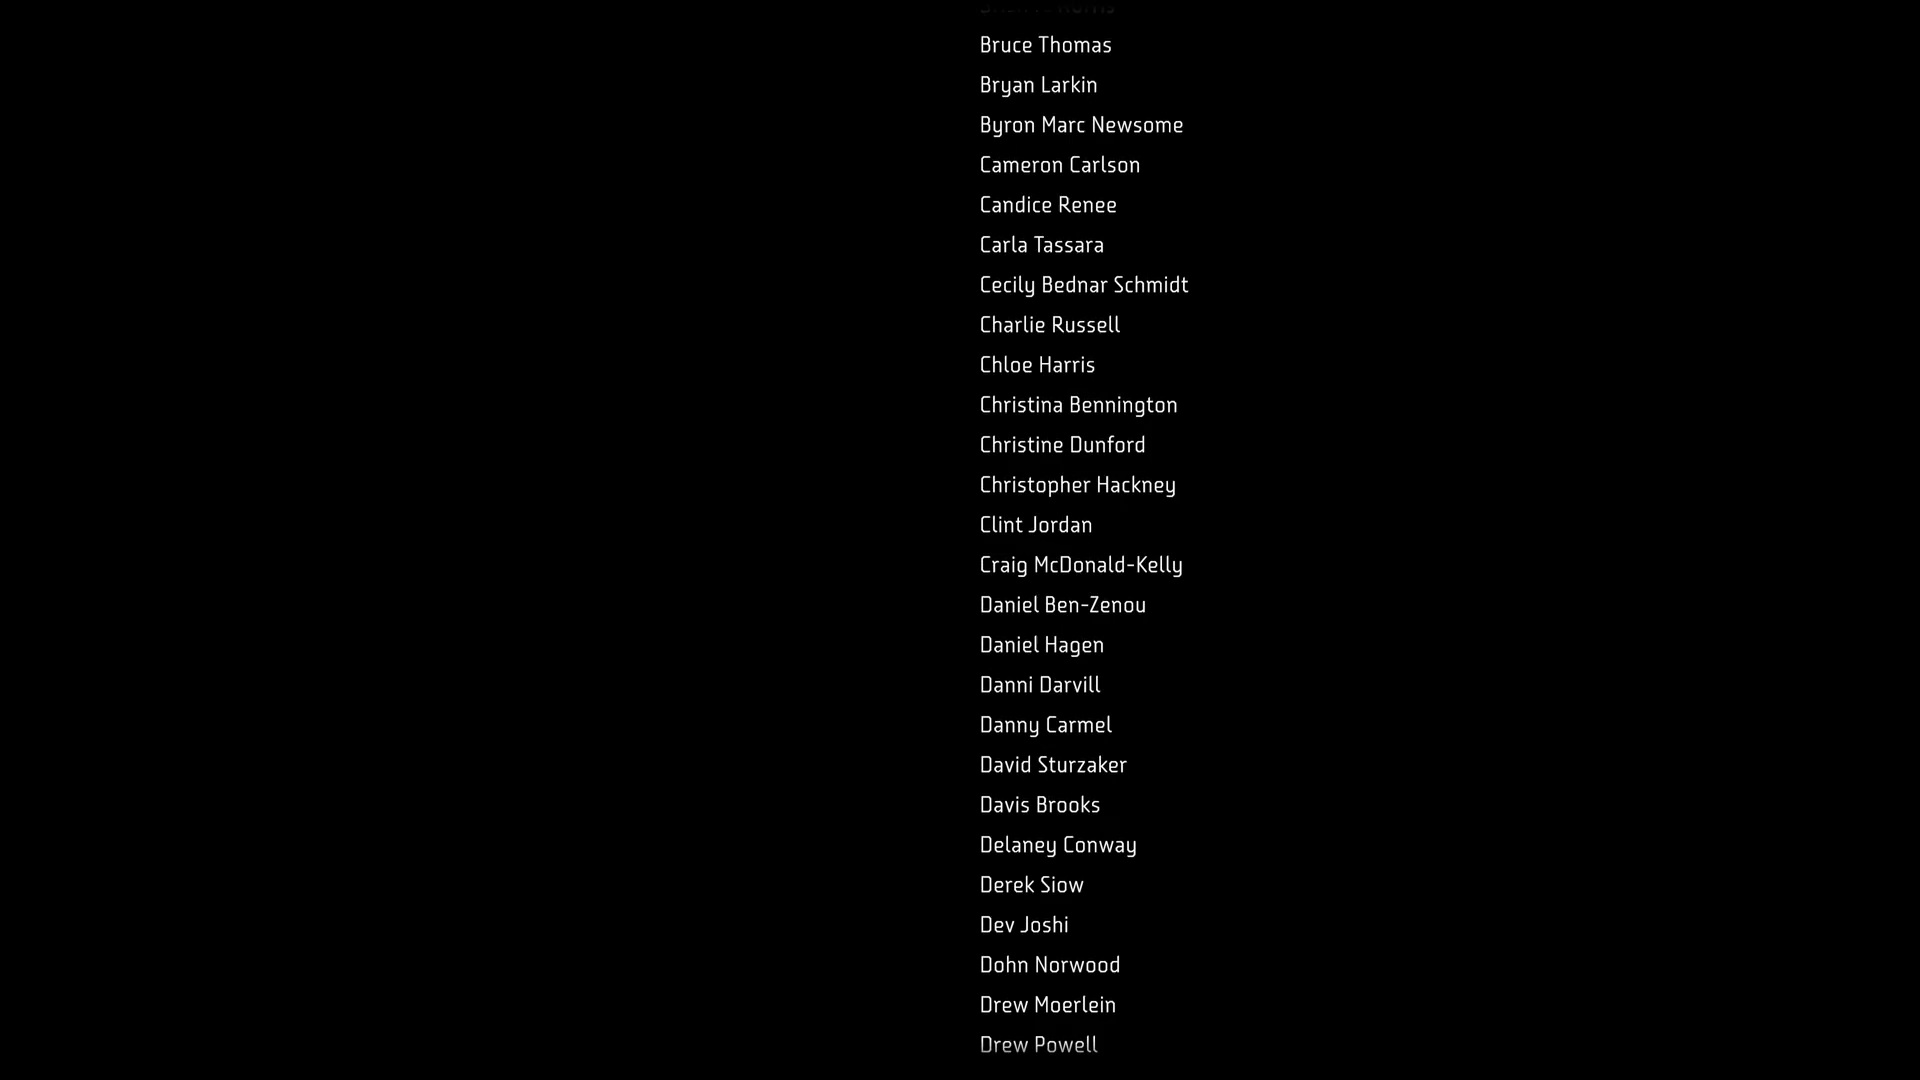 Bruce Thomas
Bryan Larkin
Byron Marc Newsome
Cameron Carlson
Candice Renee
Carla Tassara
Cecily Bednar Schmidt
Charlie Russell
Chloe Harris
Christina Bennington
Christine Dunford
Christopher Hackney
Clint Jordan
Craig McDonald-Kelly
Daniel Ben-Zenou
Daniel Hagen
Danni Darvill
Danny Carmel
David Sturzaker
Davis Brooks
Delaney Conway
Derek Siow
Dev Joshi
Dohn Norwood
Drew Moerlein
Drew Powell